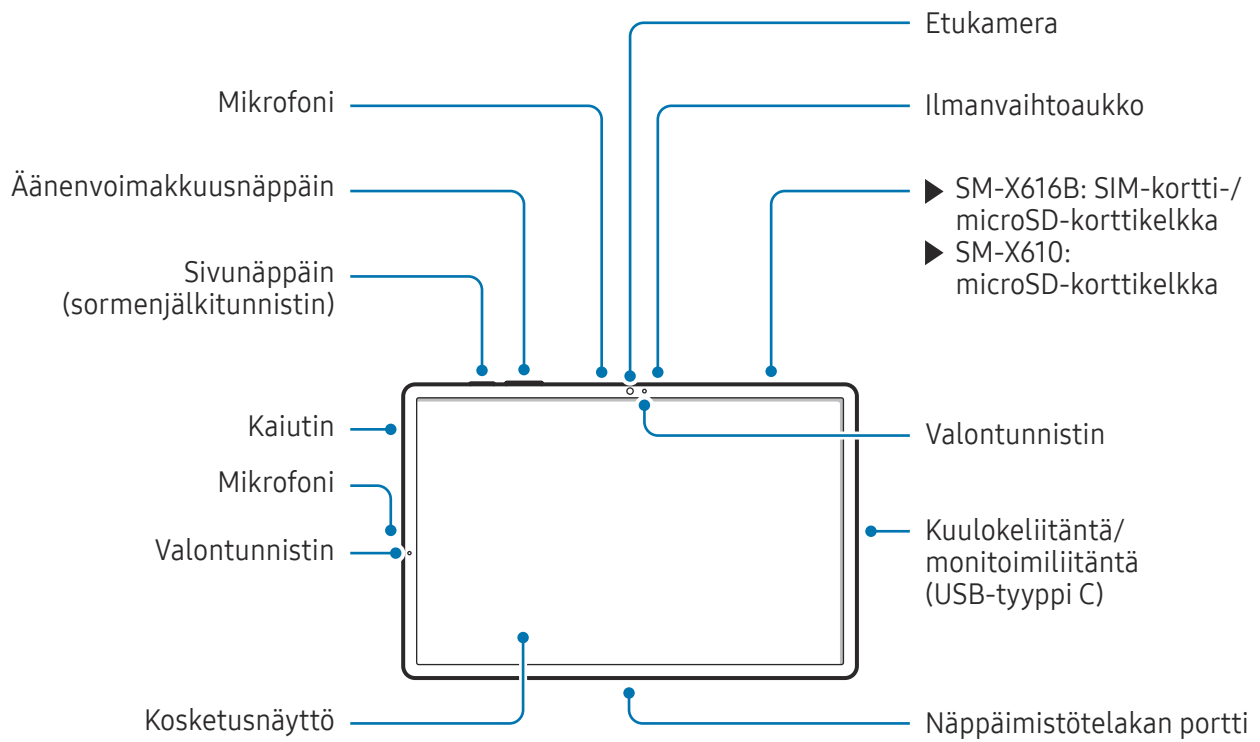 Etukamera
Mikrofoni
Ilmanvaihtoaukko
Äänenvoimakkuusnäppäin
▶ SM-X616B: SIM-kortti-/
microSD-korttikelkka
▶ SM-X610:
microSD-korttikelkka
Sivunäppäin
(sormenjälkitunnistin)
Kaiutin
Valontunnistin
Mikrofoni
Valontunnistin
Kuulokeliitäntä/
monitoimiliitäntä
(USB-tyyppi C)
Kosketusnäyttö
Näppäimistötelakan portti